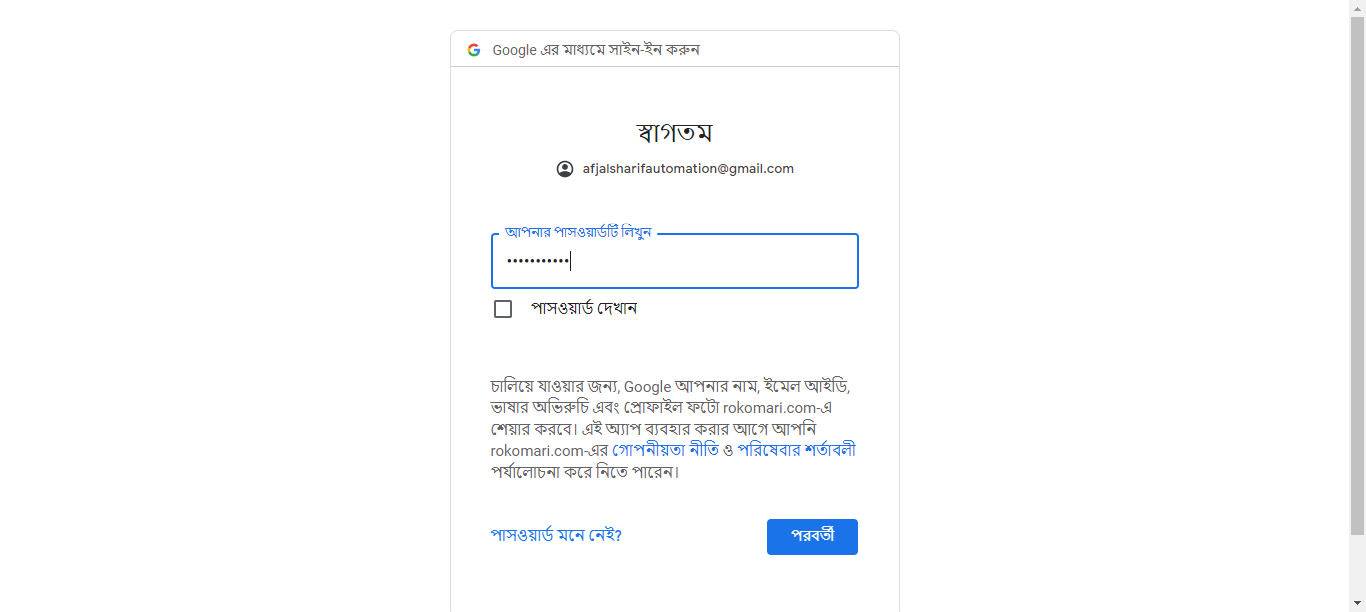 Google এর মাধ্যমে সাইন-ইন করুন
স্বাগতম
afjalsharifautomation@gmail.com
আপনার পাসওয়ার্ডটি লিখুন
•••••••••••
পাসওয়ার্ড দেখান
চালিয়ে যাওয়ার জন্য, Google আপনার নাম, ইমেল আইডি,
ভাষার অভিরুচি এবং প্রোফাইল ফটো rokomari.com-এ
শেয়ার করবে। এই অ্যাপ ব্যবহার করার আগে আপনি
rokomari.com-এর গোপনীয়তা নীতি ও পরিষেবার শর্তাবলী
পর্যালোচনা করে নিতে পারেন।
পাসওয়ার্ড মনে নেই?
পরবর্তী